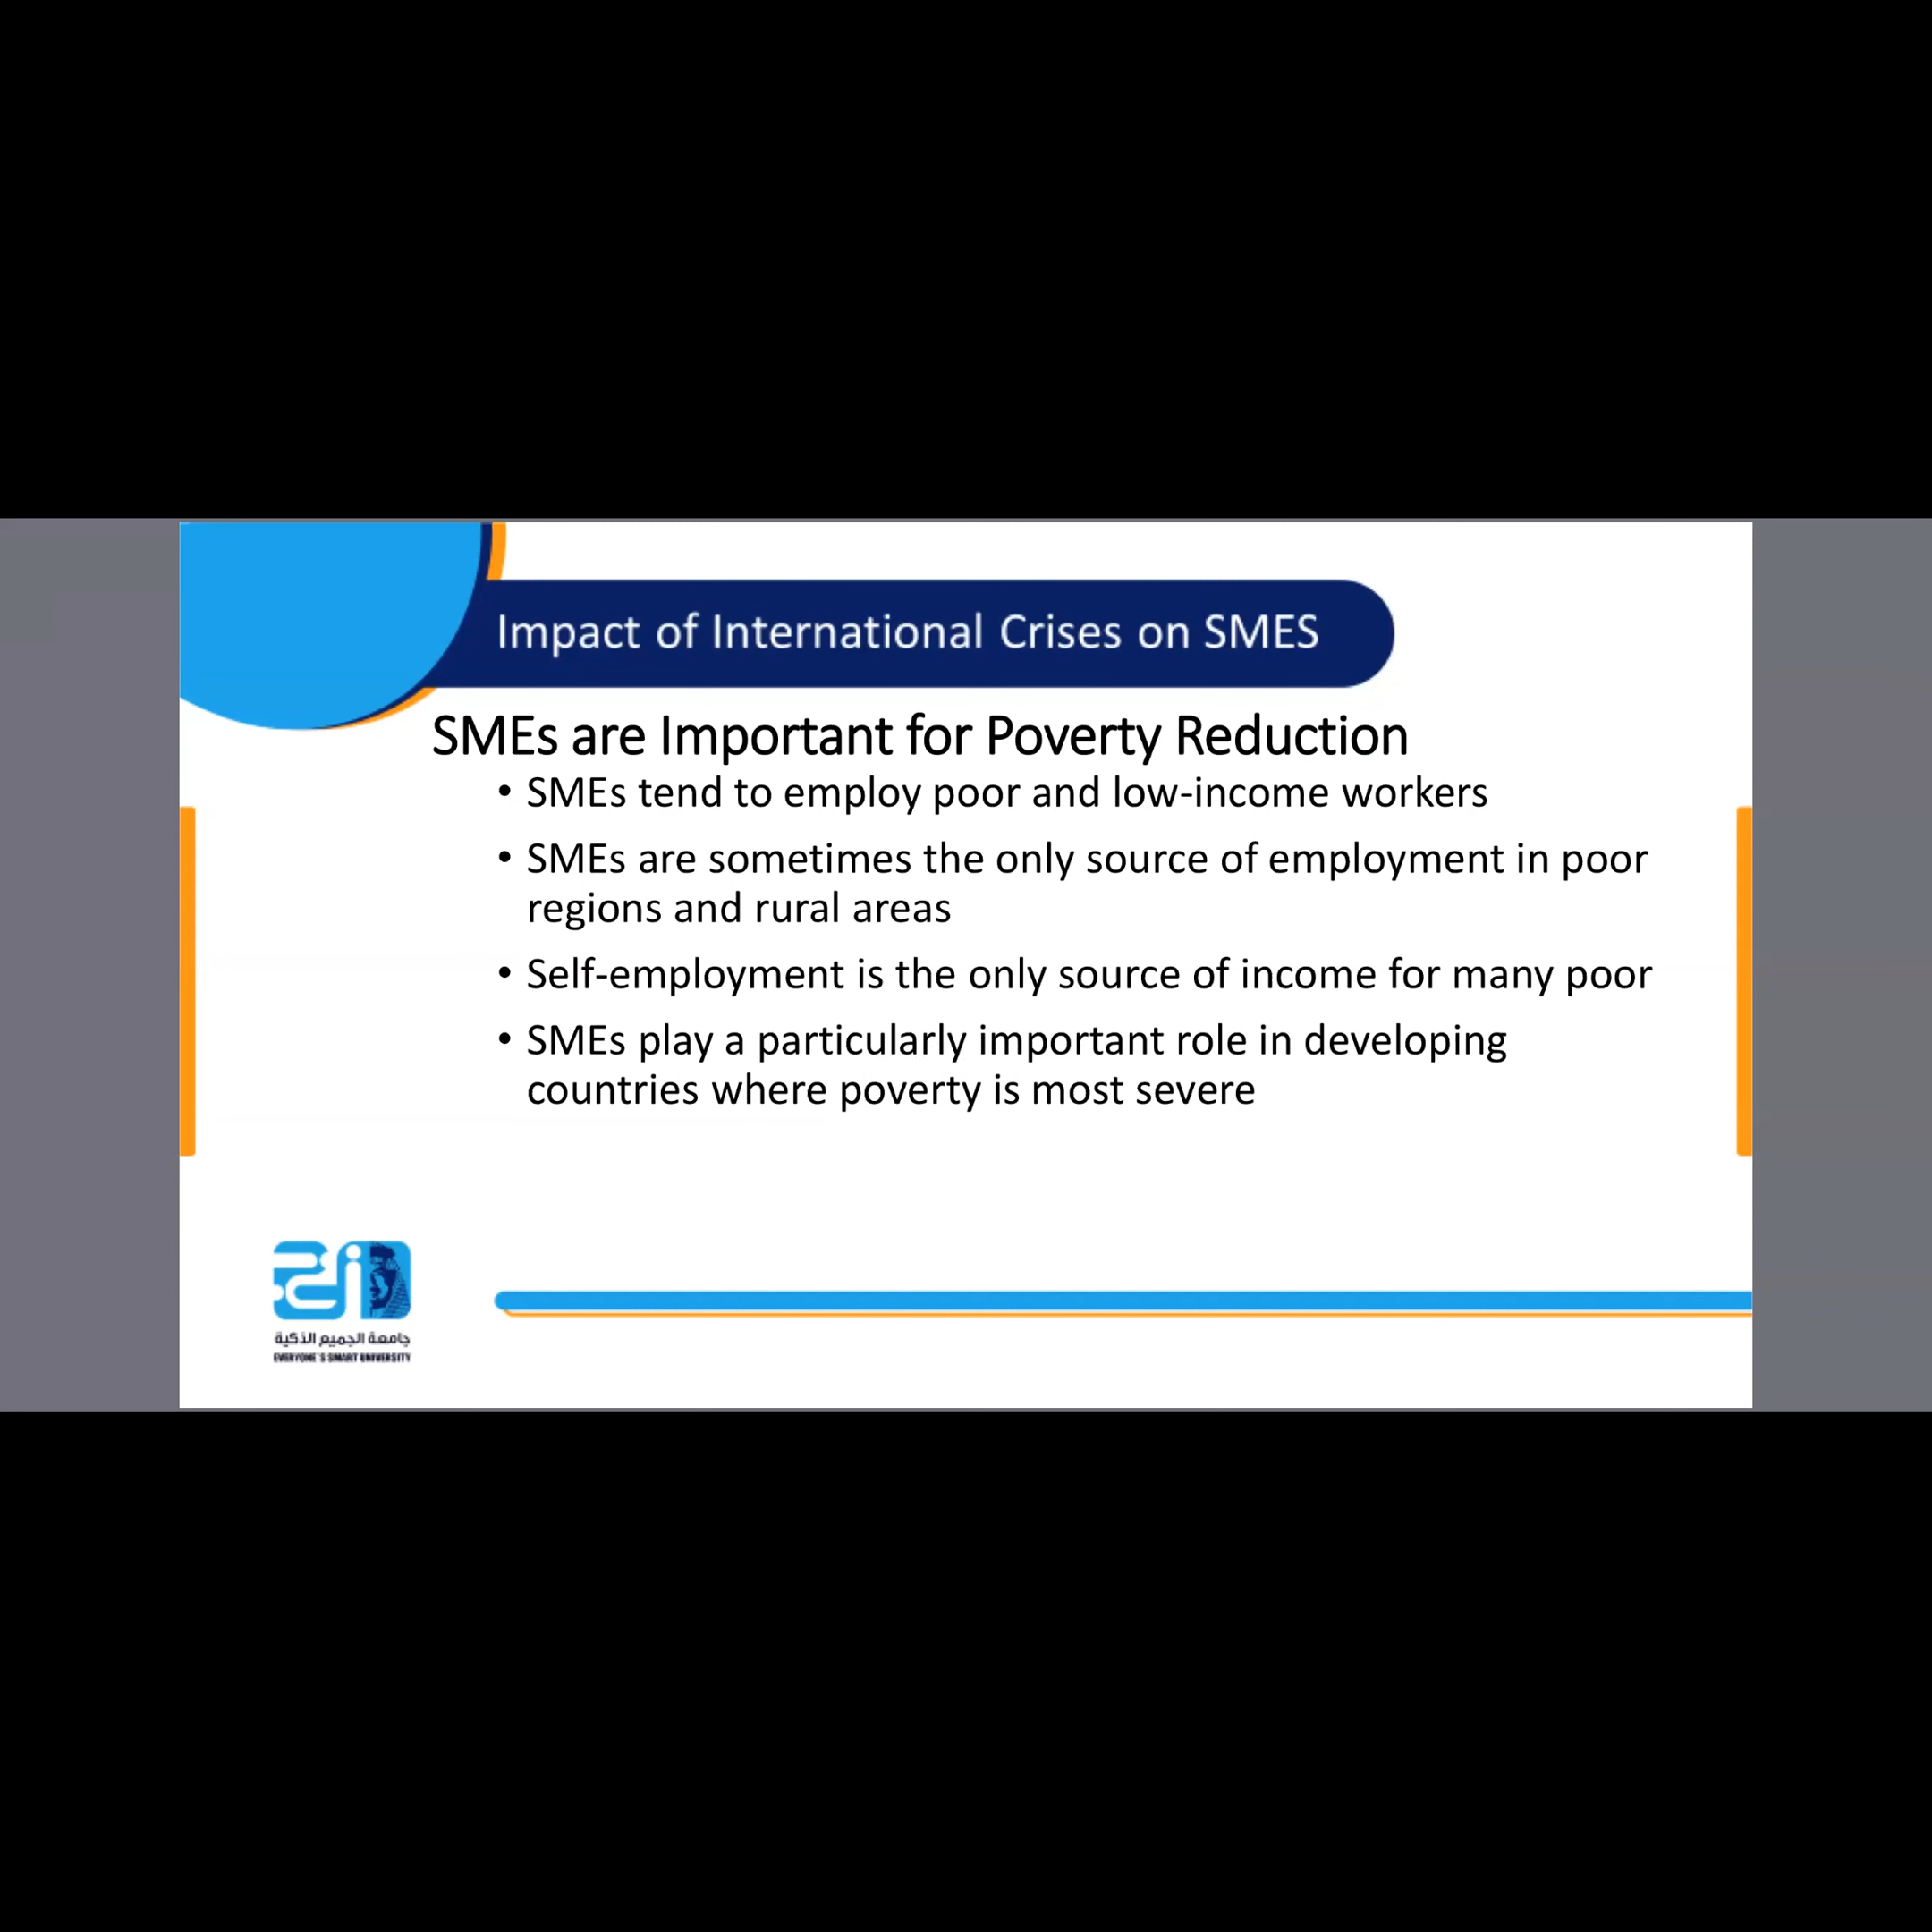 Impact of International Crises on SMES
SMEs are Important for Poverty Reduction
• SMEs tend to employ poor and low-income workers
• SMEs are sometimes the only source of employment in poor
regions and rural areas
• Self-employment is the only source of income for many poor
• SMEs play a particularly important role in developing
countries where poverty is most severe
جامعة الجميع الذكية
EVERYONE`S SMART UNIVERSITY